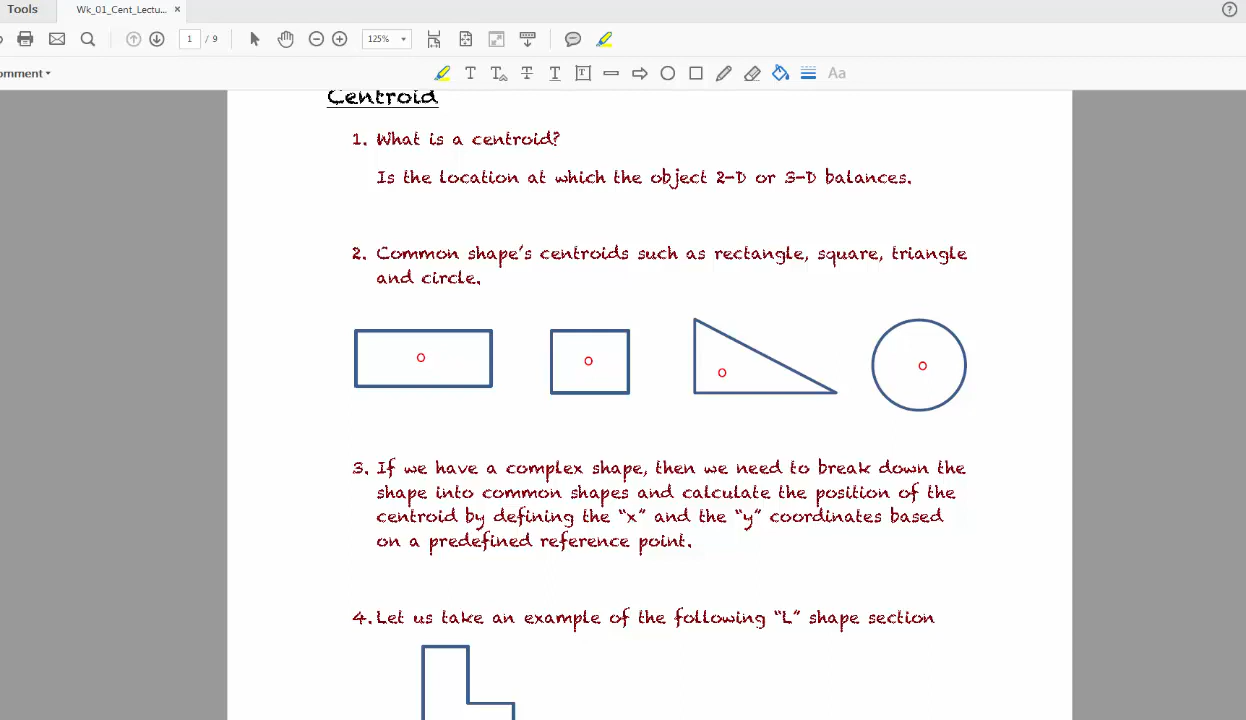 Tools
Wk_01_Cent_Lectu... ×
1 / 9
125%
omment
Aa
Centroid
1. What is a centroid?
Is the location at which the object 2-D or 3-D balances.
2. Common shape's centroids such as rectangle, square, triangle
and circle.
3. If we have a complex shape, then we need to break down the
shape into common shapes and calculate the position of the
centroid by defining the “x” and the “y” coordinates based
on a predefined reference point.
4. Let us take an example of the following “L” shape section